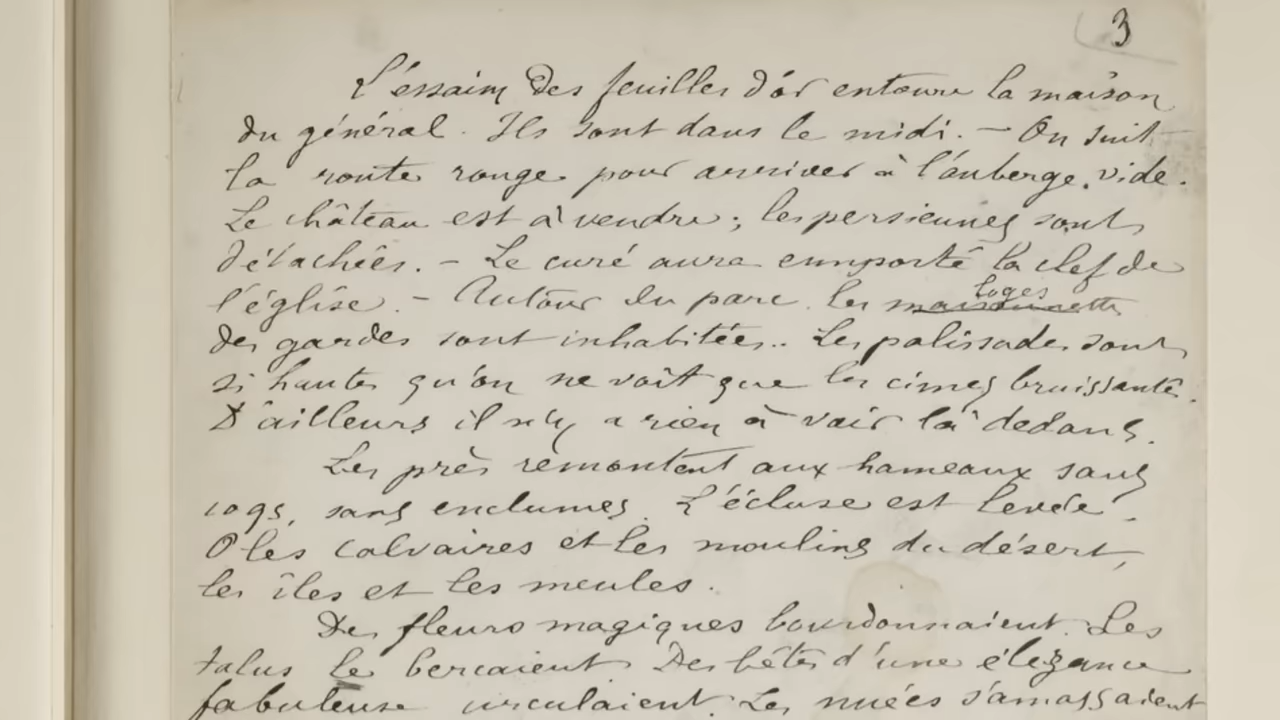 3
L'essaim des feuilles d'ór entoure la maison
du général. Ils sont dans le midi. — On suit
la route rouge pour arriver à l'auberge vide.
Le château est à vendre ; les persiennes sont
détachées. — Le curé aura emporté la clef de
loges
l'église. — Autour du parc les maisonnettes
des gardes sont inhabitées. Les palissades sont
si hautes qu'on ne voit que les cimes bruissantes.
D'ailleurs il n'y a rien à voir là dedans.
Les près remontent aux hameaux sans
coqs, sans enclumes. L'écluse est levée.
O les calvaires et les moulins du désert,
les îles et les meules.
Des fleurs magiques bourdonnaient. Les
talus le berçaient. Des bêtes d'une élégance
fabuleuse circulaient. Les nuées s'amassaient